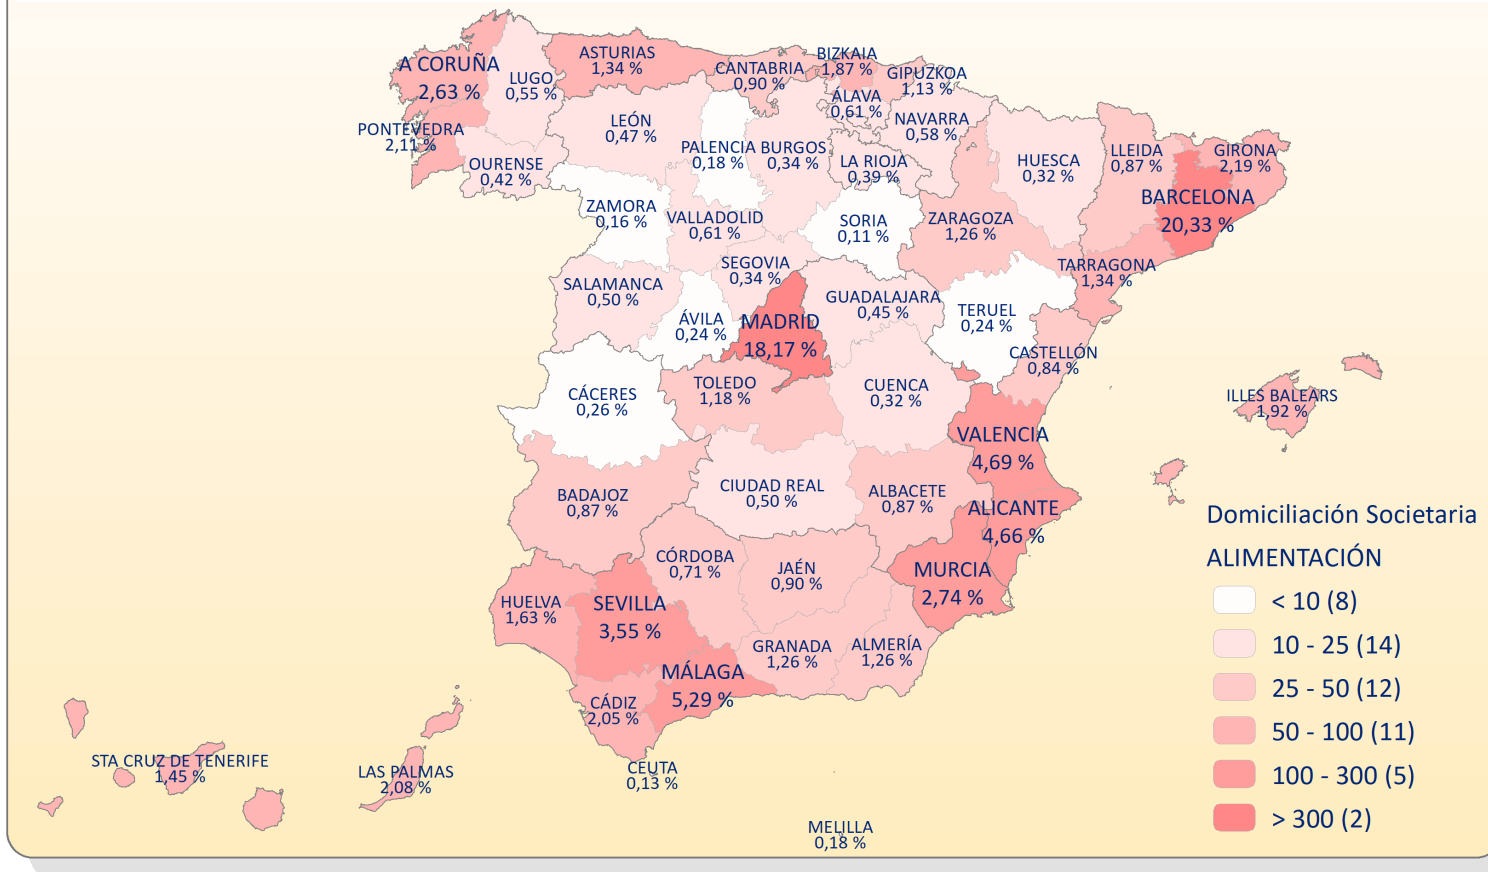 A CORUÑA
2,63 %
LUGO
0,55 %
ASTURIAS
1,34 %
CANTABRIA
0,90 %
BIZKAIA
1,87 %
GIPUZKOA
1,13 %
ÁLAVA
0,61 %
NAVARRA
0,58 %
PONTEVEDRA
2,11 %
OURENSE
0,42 %
LEÓN
0,47 %
PALENCIA
0,18 %
BURGOS
0,34 %
LA RIOJA
0,39 %
HUESCA
0,32 %
LLEIDA
0,87 %
GIRONA
2,19 %
BARCELONA
20,33 %
ZAMORA
0,16 %
VALLADOLID
0,61 %
SORIA
0,11 %
ZARAGOZA
1,26 %
TARRAGONA
1,34 %
SALAMANCA
0,50 %
SEGOVIA
0,34 %
ÁVILA
0,24 %
MADRID
18,17 %
GUADALAJARA
0,45 %
TERUEL
0,24 %
CASTELLÓN
0,84 %
CÁCERES
0,26 %
TOLEDO
1,18 %
CUENCA
0,32 %
ILLES BALEARS
1,92 %
VALENCIA
4,69 %
BADAJOZ
0,87 %
CIUDAD REAL
0,50 %
ALBACETE
0,87 %
ALICANTE
4,66 %
CÓRDOBA
0,71 %
JAÉN
0,90 %
MURCIA
2,74 %
HUELVA
1,63 %
SEVILLA
3,55 %
GRANADA
1,26 %
ALMERÍA
1,26 %
MÁLAGA
5,29 %
CÁDIZ
2,05 %
STA CRUZ DE TENERIFE
1,45 %
LAS PALMAS
2,08 %
CEUTA
0,13 %
MELILLA
0,18 %
Domiciliación Societaria
ALIMENTACIÓN
< 10 (8)
10 - 25 (14)
25 - 50 (12)
50 - 100 (11)
100 - 300 (5)
> 300 (2)